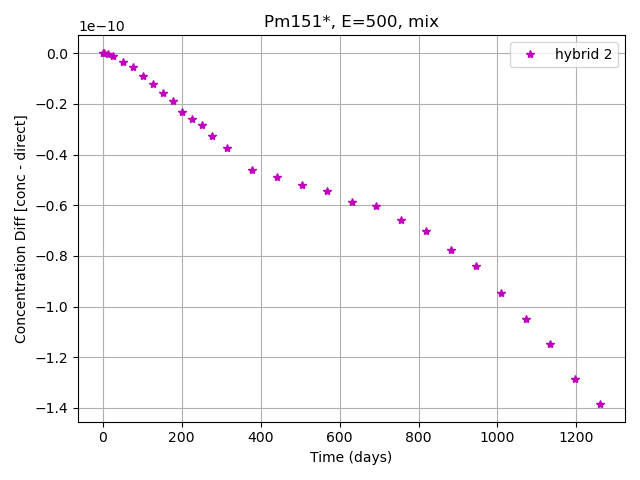 Pm151*, E=500, mix
1e−10
hybrid 2
0.0
−0.2
−0.4
−0.6
−0.8
−1.0
−1.2
−1.4
Concentration Diff [conc - direct]
0 200 400 600 800 1000 1200
Time (days)